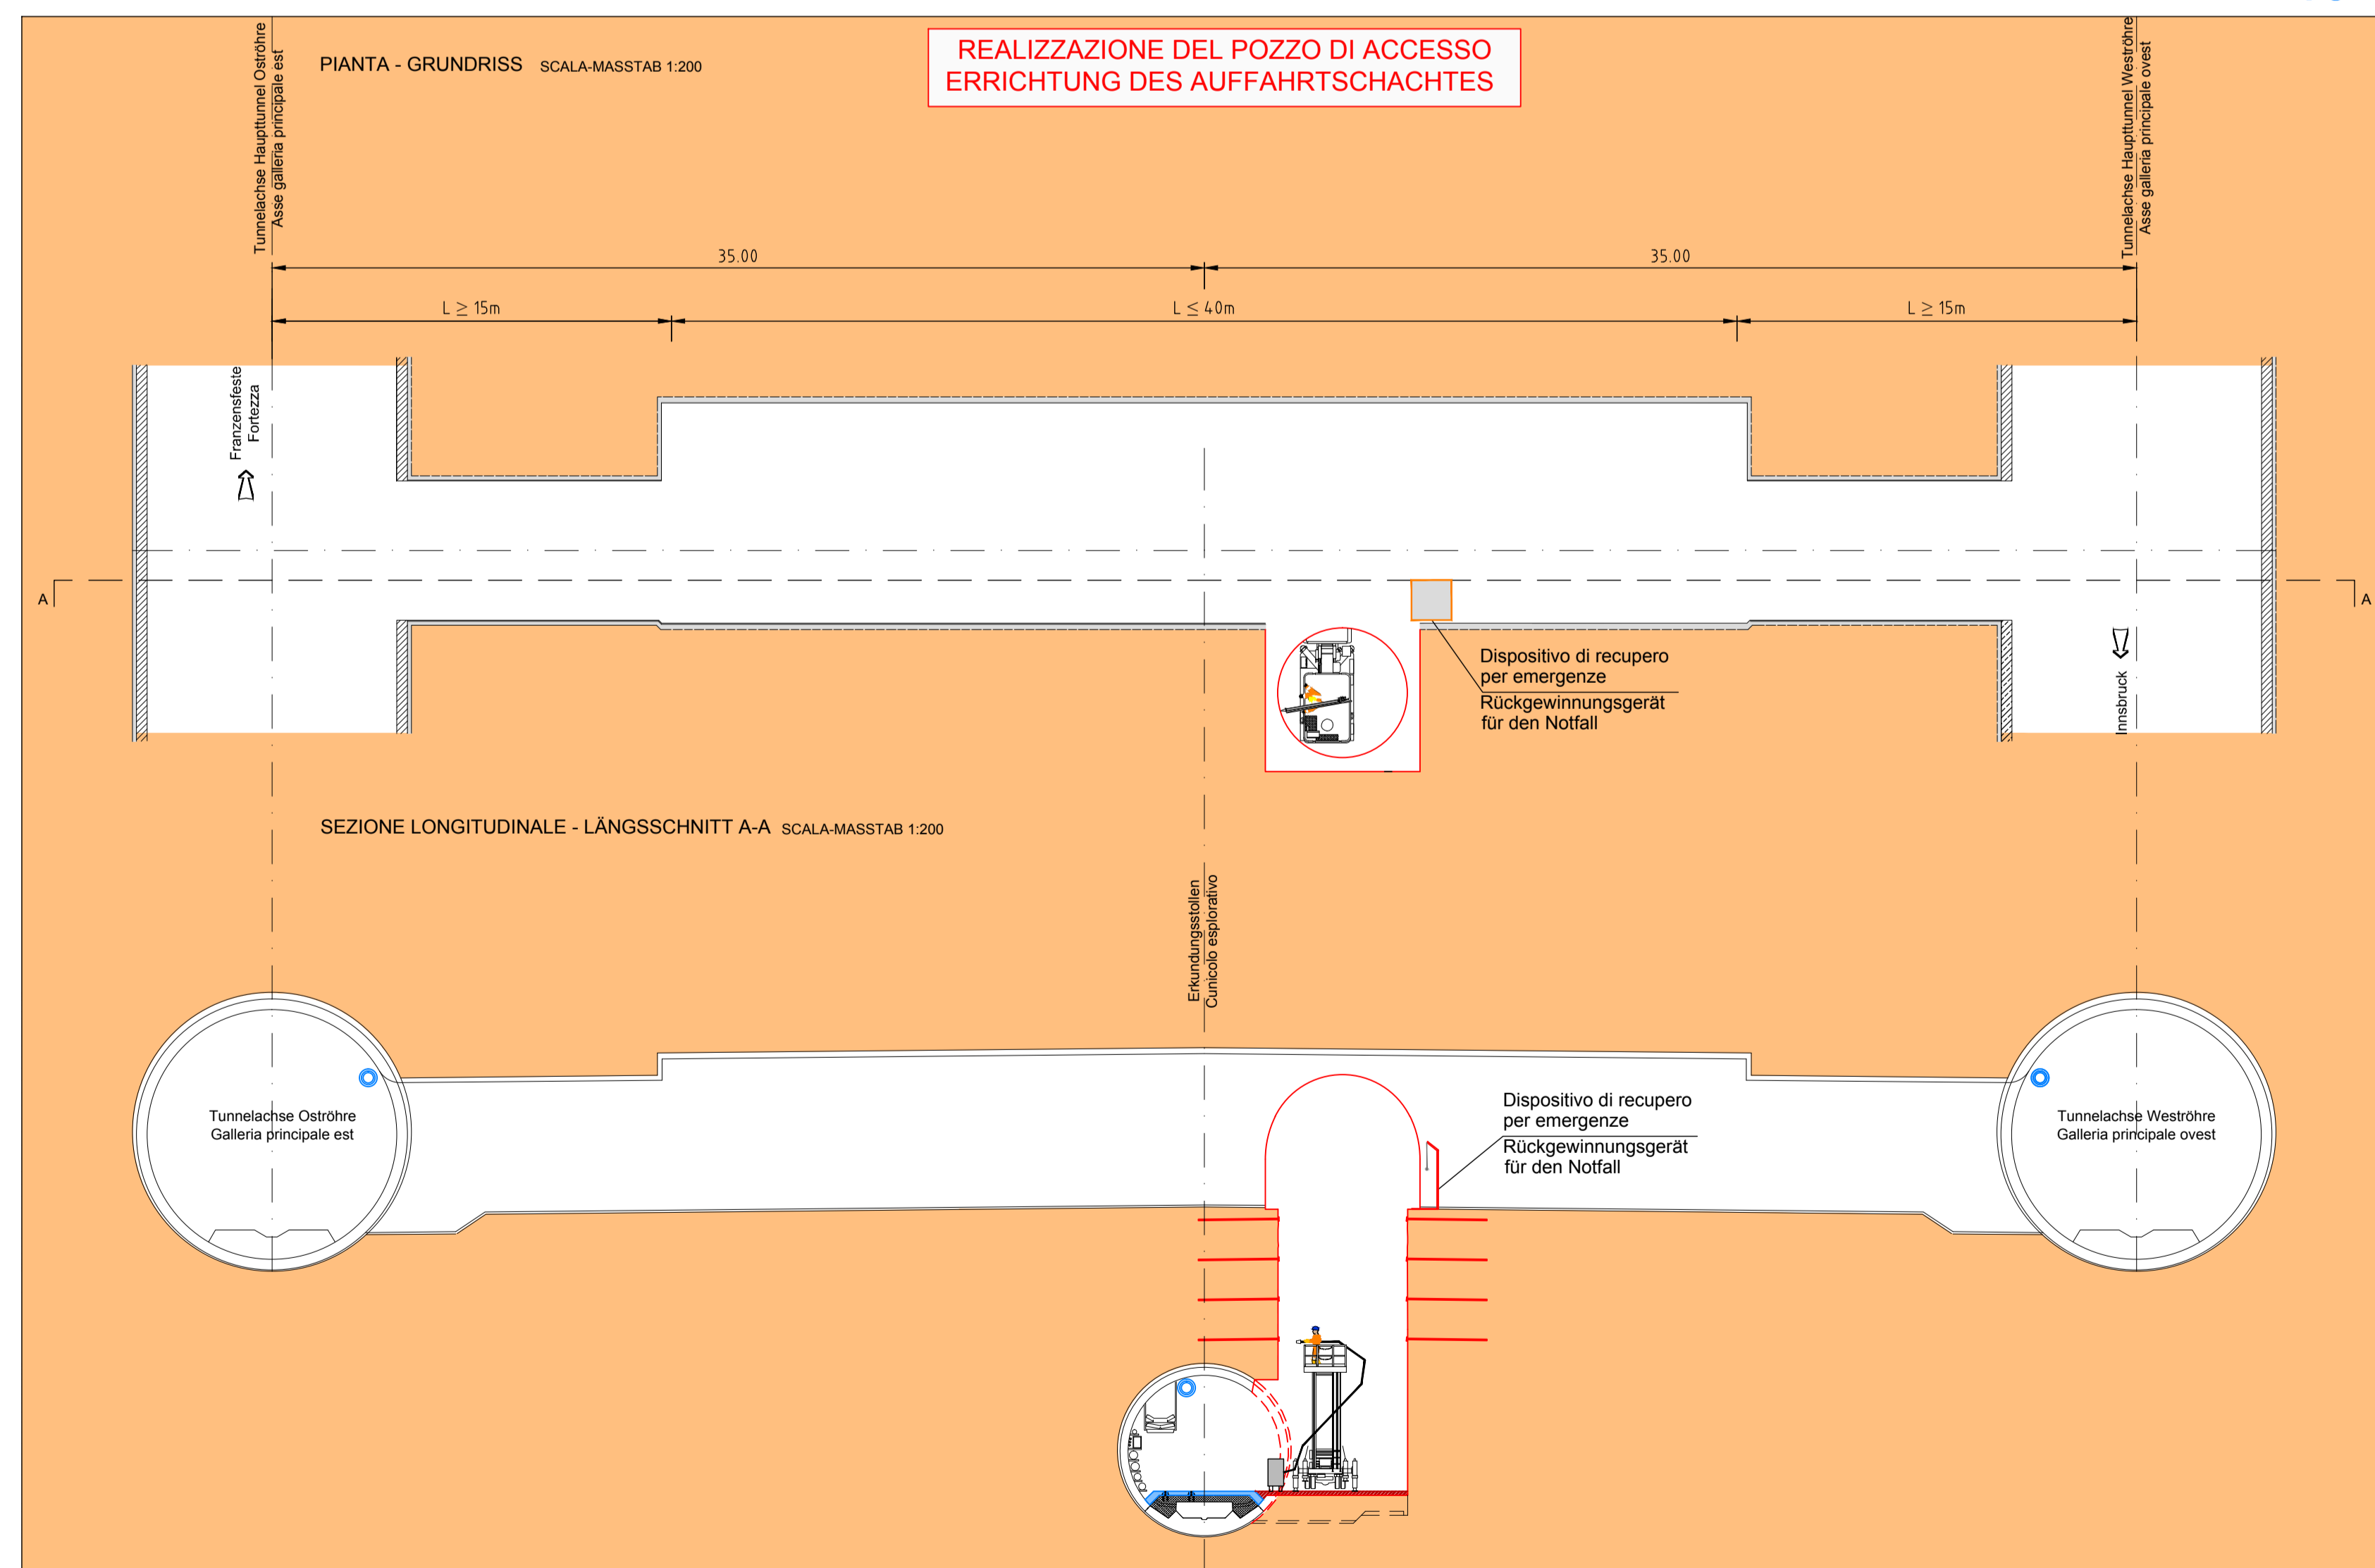 REALIZZAZIONE DEL POZZO DI ACCESSO
ERRICHTUNG DES AUFFAHRTSCHACHTES
PIANTA - GRUNDRISS SCALA-MASSTAB 1:200
Tunnelachse Haupttunnel Oströhre
Asse galleria principale est
Tunnelachse Haupttunnel Weströhre
Asse galleria principale ovest
35.00
35.00
L ≥ 15m
L ≤ 40m
L ≥ 15m
Franzensfeste
Fortezza
A
A
Dispositivo di recupero
per emergenze
Rückgewinnungsgerät
für den Notfall
Innsbruck
SEZIONE LONGITUDINALE - LÄNGSSCHNITT A-A SCALA-MASSTAB 1:200
Erkundungsstollen
Cunicolo esplorativo
Tunnelachse Oströhre
Galleria principale est
Dispositivo di recupero
per emergenze
Rückgewinnungsgerät
für den Notfall
Tunnelachse Weströhre
Galleria principale ovest